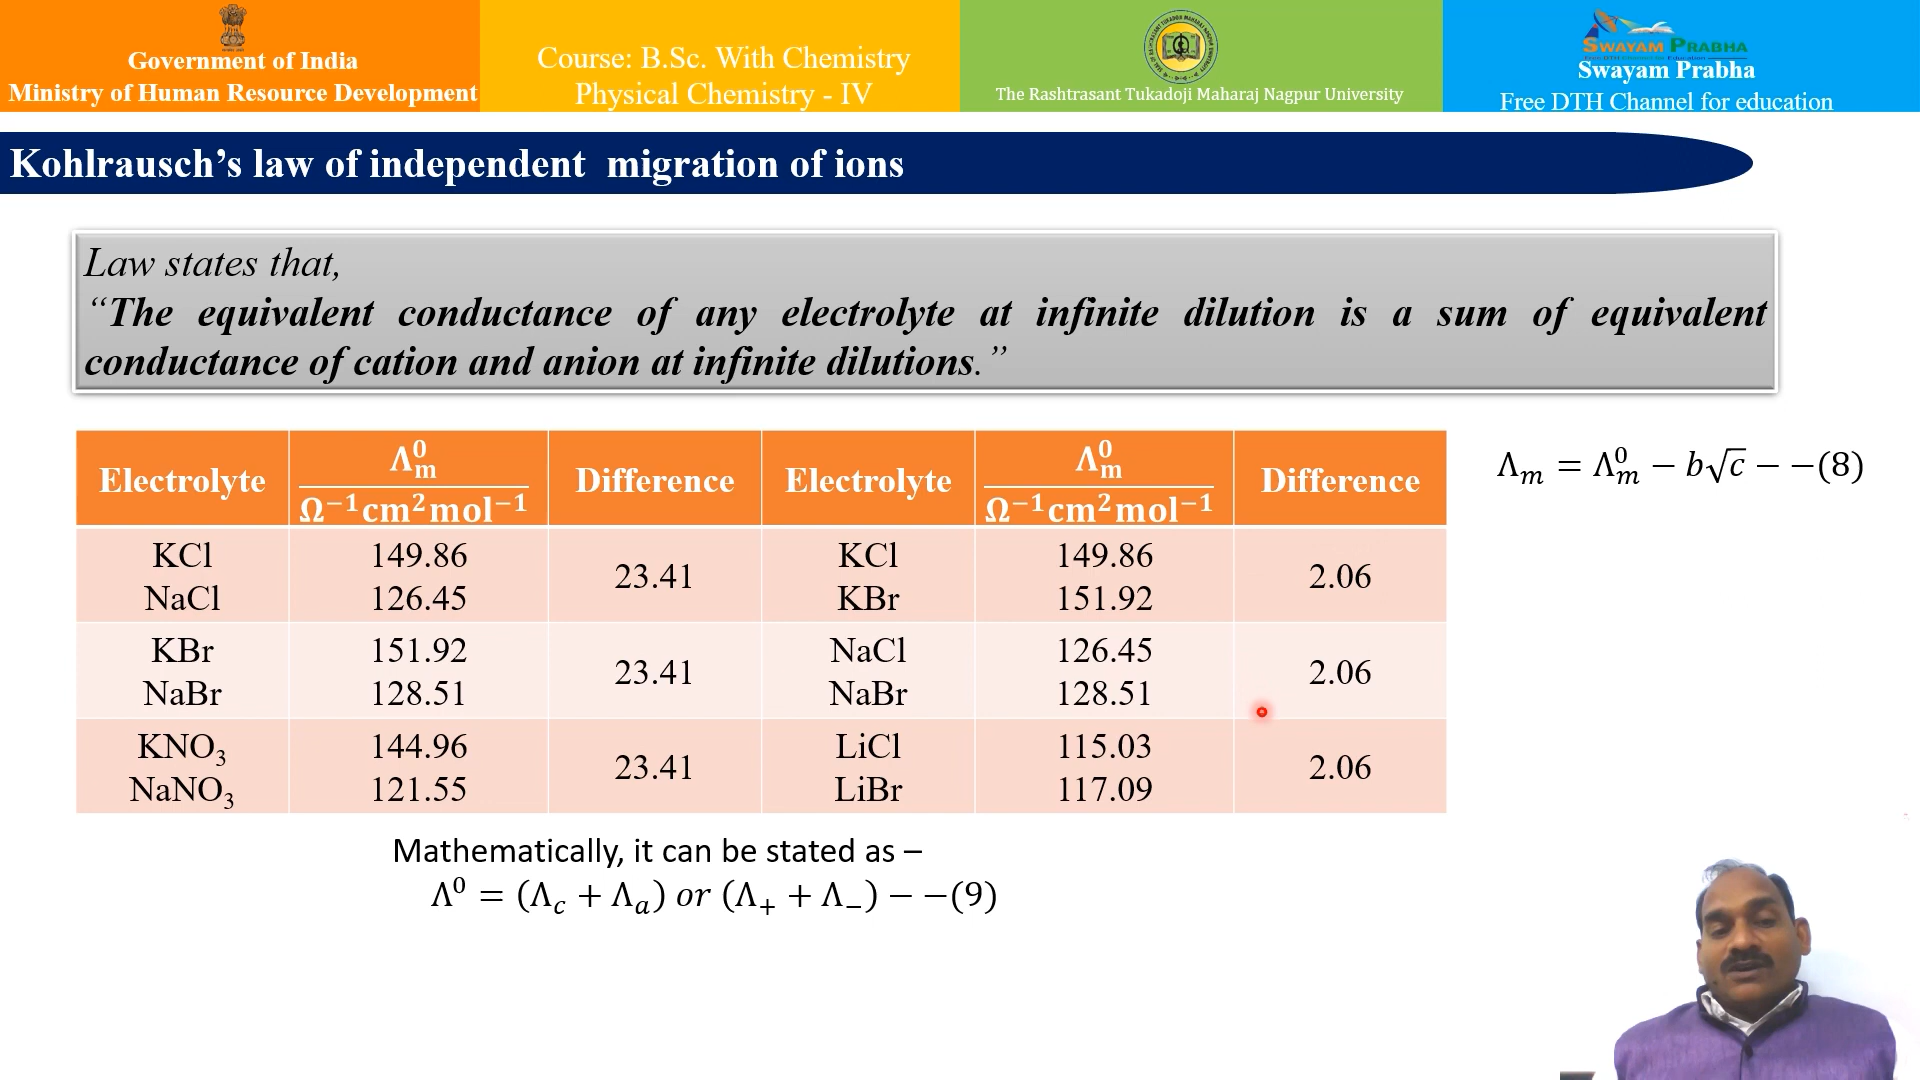 Government of India
Ministry of Human Resource Development
Course: B.Sc. With Chemistry
Physical Chemistry - IV
The Rashtrasant Tukadoji Maharaj Nagpur University
SWAYAM PRABHA
Swayam Prabha
Free DTH Channel for education
Kohlrausch’s law of independent migration of ions
Law states that,
“The equivalent conductance of any electrolyte at infinite dilution is a sum of equivalent
conductance of cation and anion at infinite dilutions.”
Λₘ = Λ⁰ₘ − b√c − −(8)
Electrolyte Λ⁰ₘ / Ω⁻¹cm²mol⁻¹ Difference Electrolyte Λ⁰ₘ / Ω⁻¹cm²mol⁻¹ Difference
KCl 149.86 23.41 KCl 149.86 2.06
NaCl 126.45 KBr 151.92
KBr 151.92 23.41 NaCl 126.45 2.06
NaBr 128.51 NaBr 128.51
KNO₃ 144.96 23.41 LiCl 115.03 2.06
NaNO₃ 121.55 LiBr 117.09
Mathematically, it can be stated as –
Λ⁰ = (Λ_c + Λ_a) or (Λ₊ + Λ₋) − −(9)